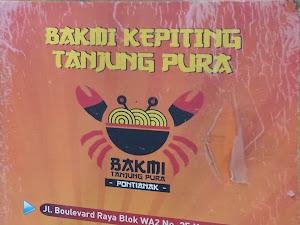 BAKMI KEPITING
TANJUNG PURA
BAKMI
TANJUNG PURA
- PONTIANAK -
Jl. Boulevard Raya Blok WA2 No.